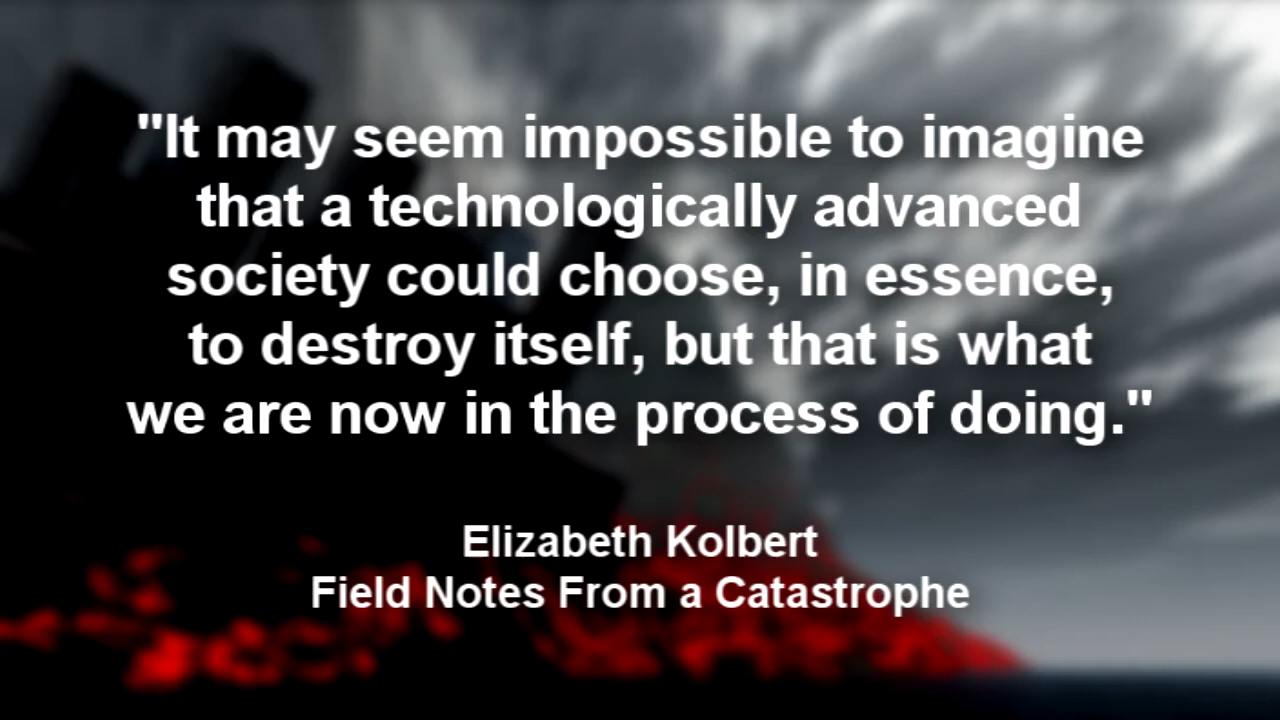 "It may seem impossible to imagine
that a technologically advanced
society could choose, in essence,
to destroy itself, but that is what
we are now in the process of doing."
Elizabeth Kolbert
Field Notes From a Catastrophe